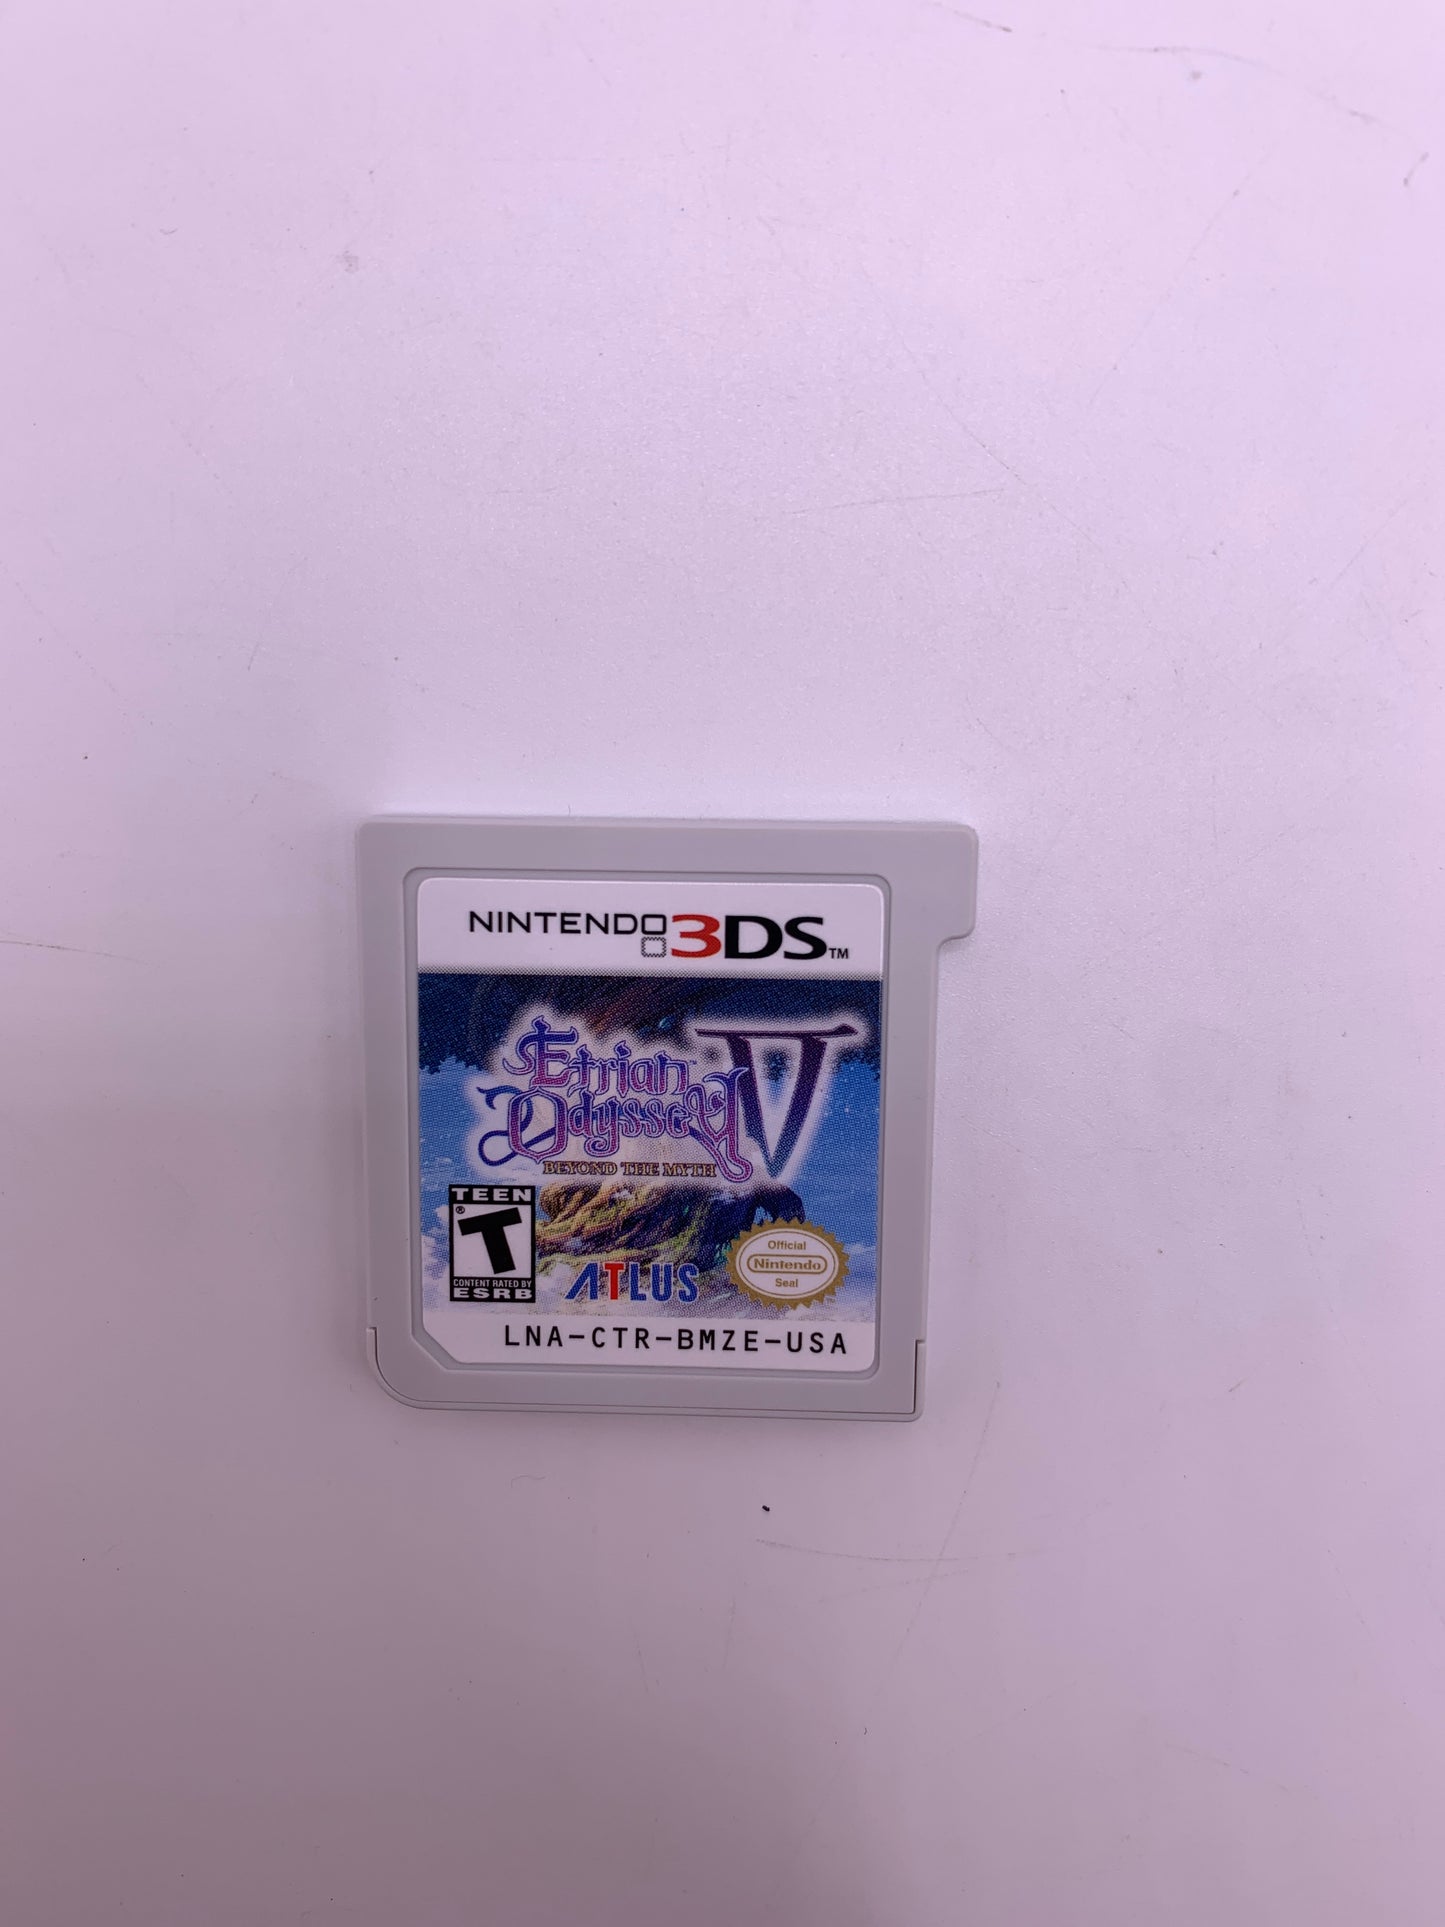 NINTENDO 3DS™
Etrian™
Odyssey V
BEYOND THE MYTH
TEEN
®
T
CONTENT RATED BY
ESRB
ATLUS
Official
Nintendo
Seal
LNA-CTR-BMZE-USA